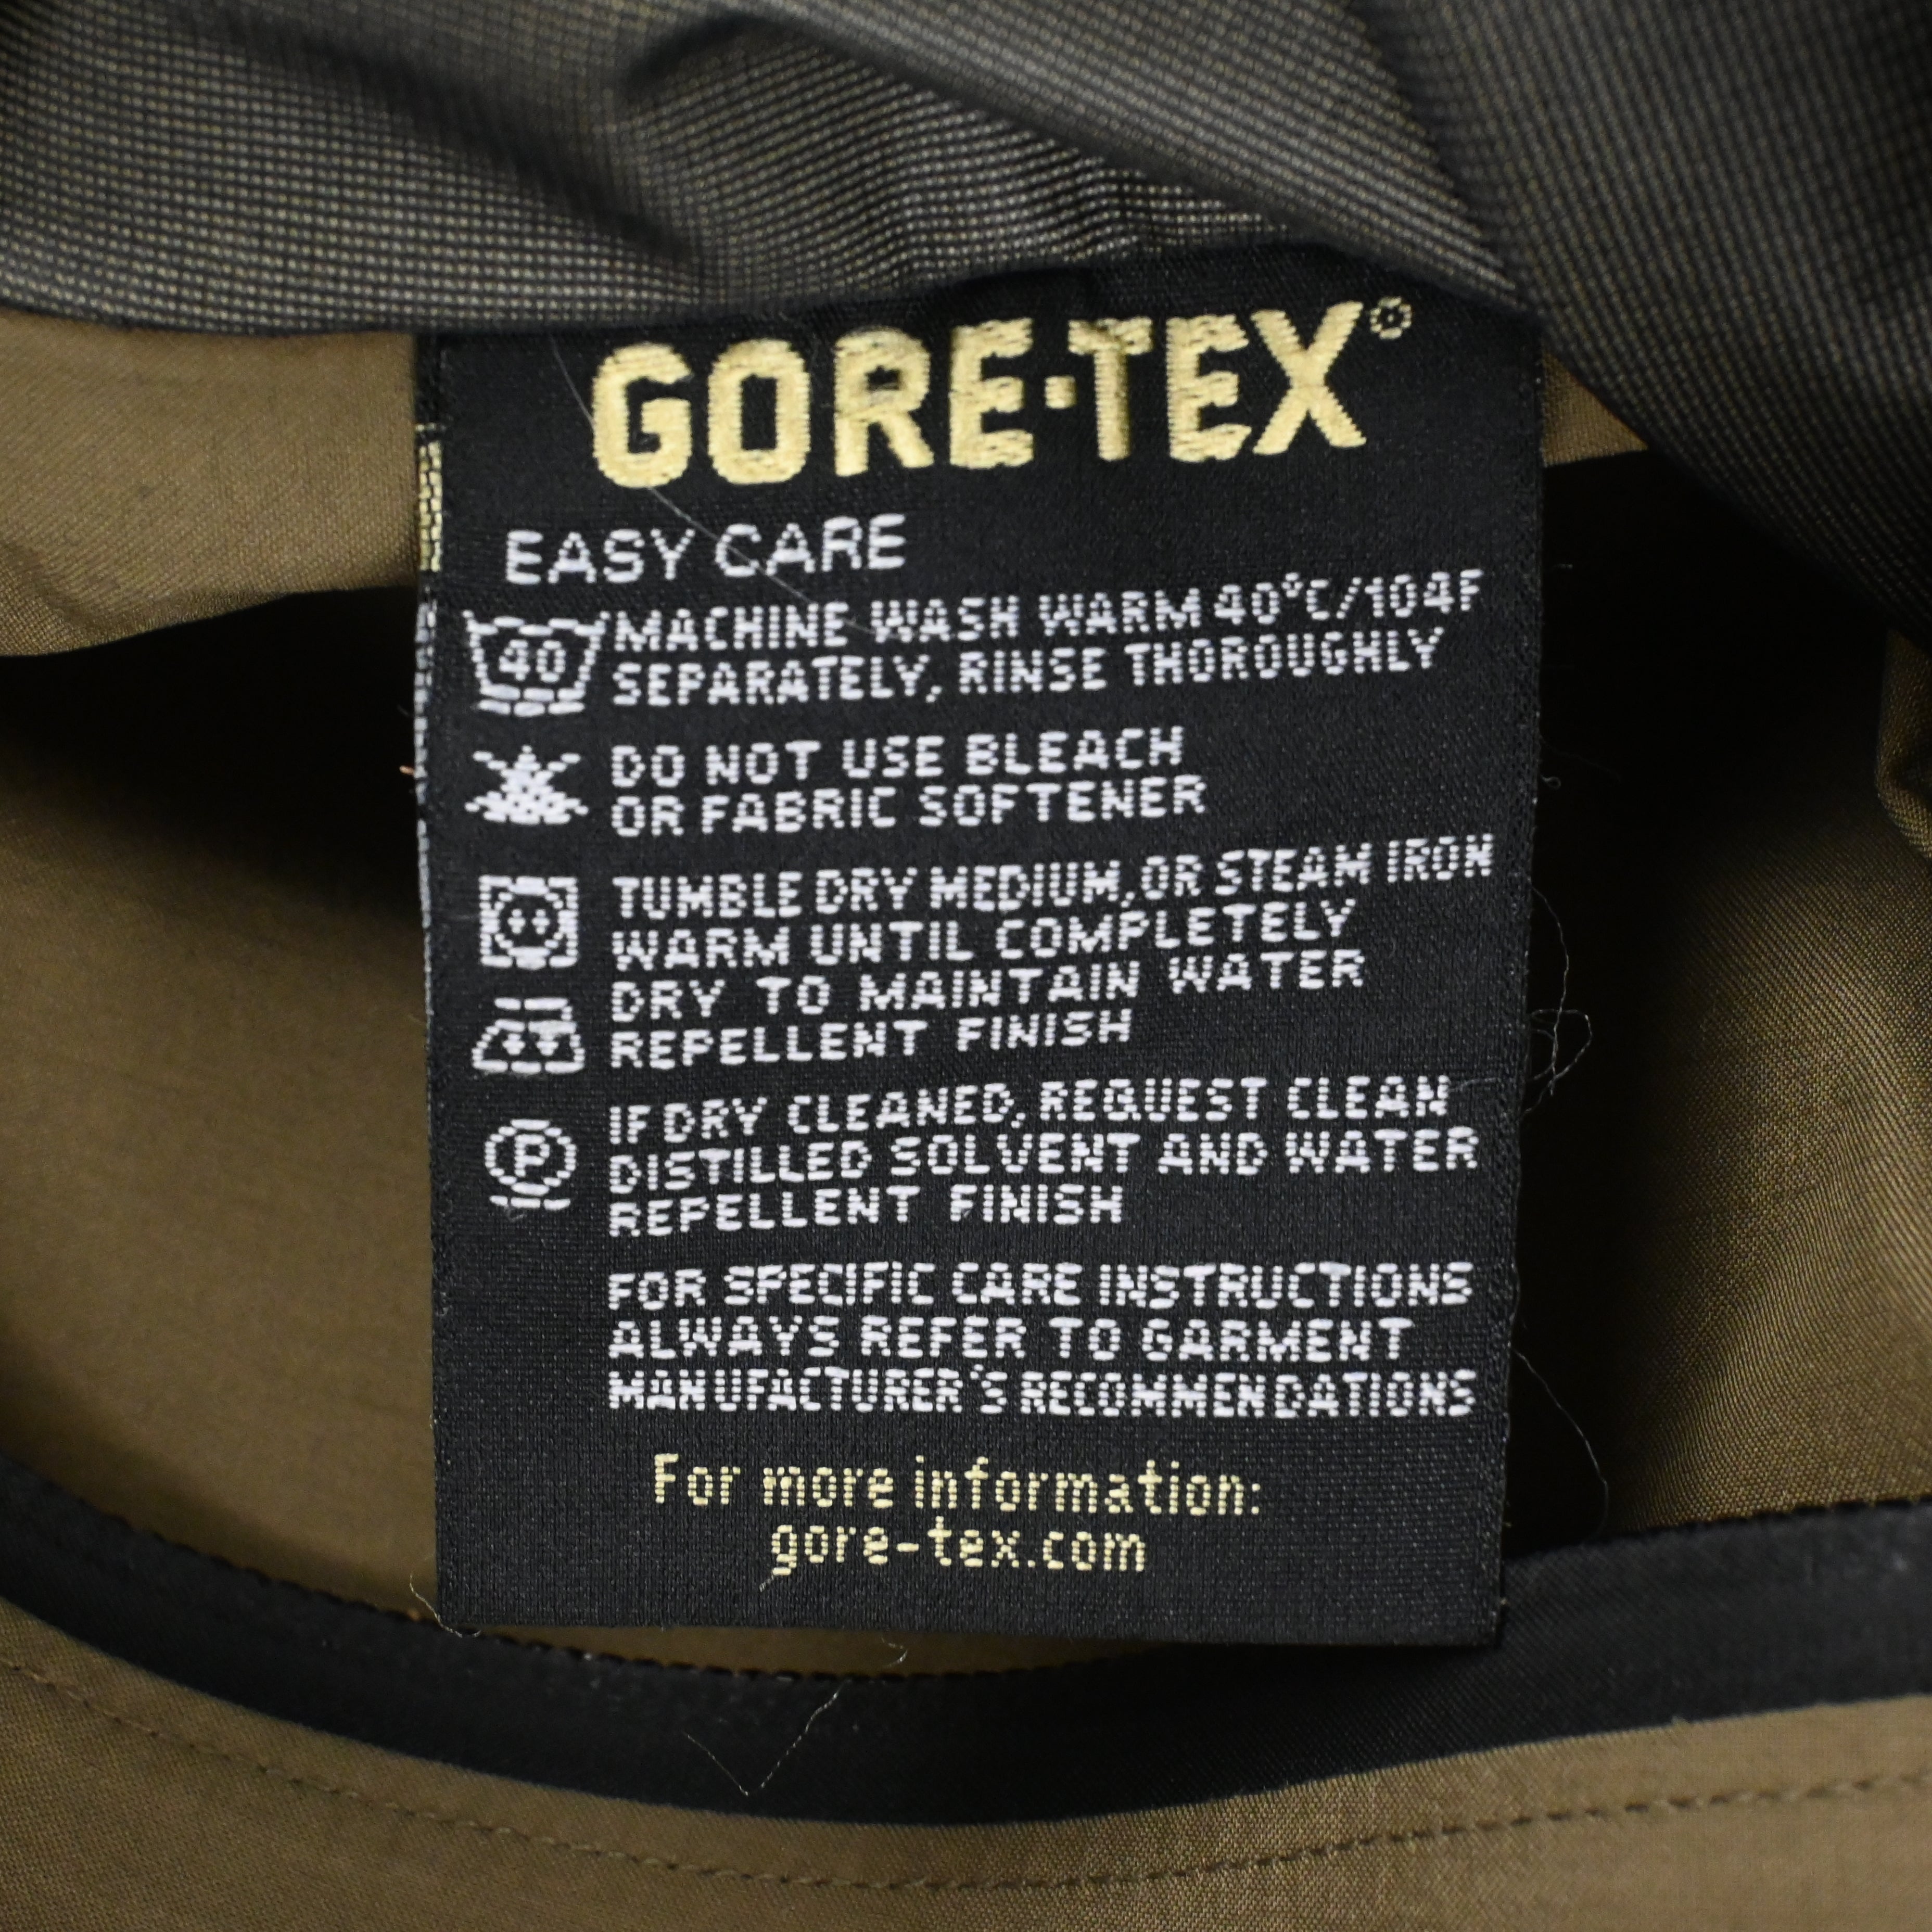 GORE-TEX®
EASY CARE
40
MACHINE WASH WARM 40°C/104F
SEPARATELY, RINSE THOROUGHLY
DO NOT USE BLEACH
OR FABRIC SOFTENER
TUMBLE DRY MEDIUM, OR STEAM IRON
WARM UNTIL COMPLETELY
DRY TO MAINTAIN WATER
REPELLENT FINISH
P
IF DRY CLEANED, REQUEST CLEAN
DISTILLED SOLVENT AND WATER
REPELLENT FINISH
FOR SPECIFIC CARE INSTRUCTIONS
ALWAYS REFER TO GARMENT
MANUFACTURER'S RECOMMENDATIONS
For more information:
gore-tex.com